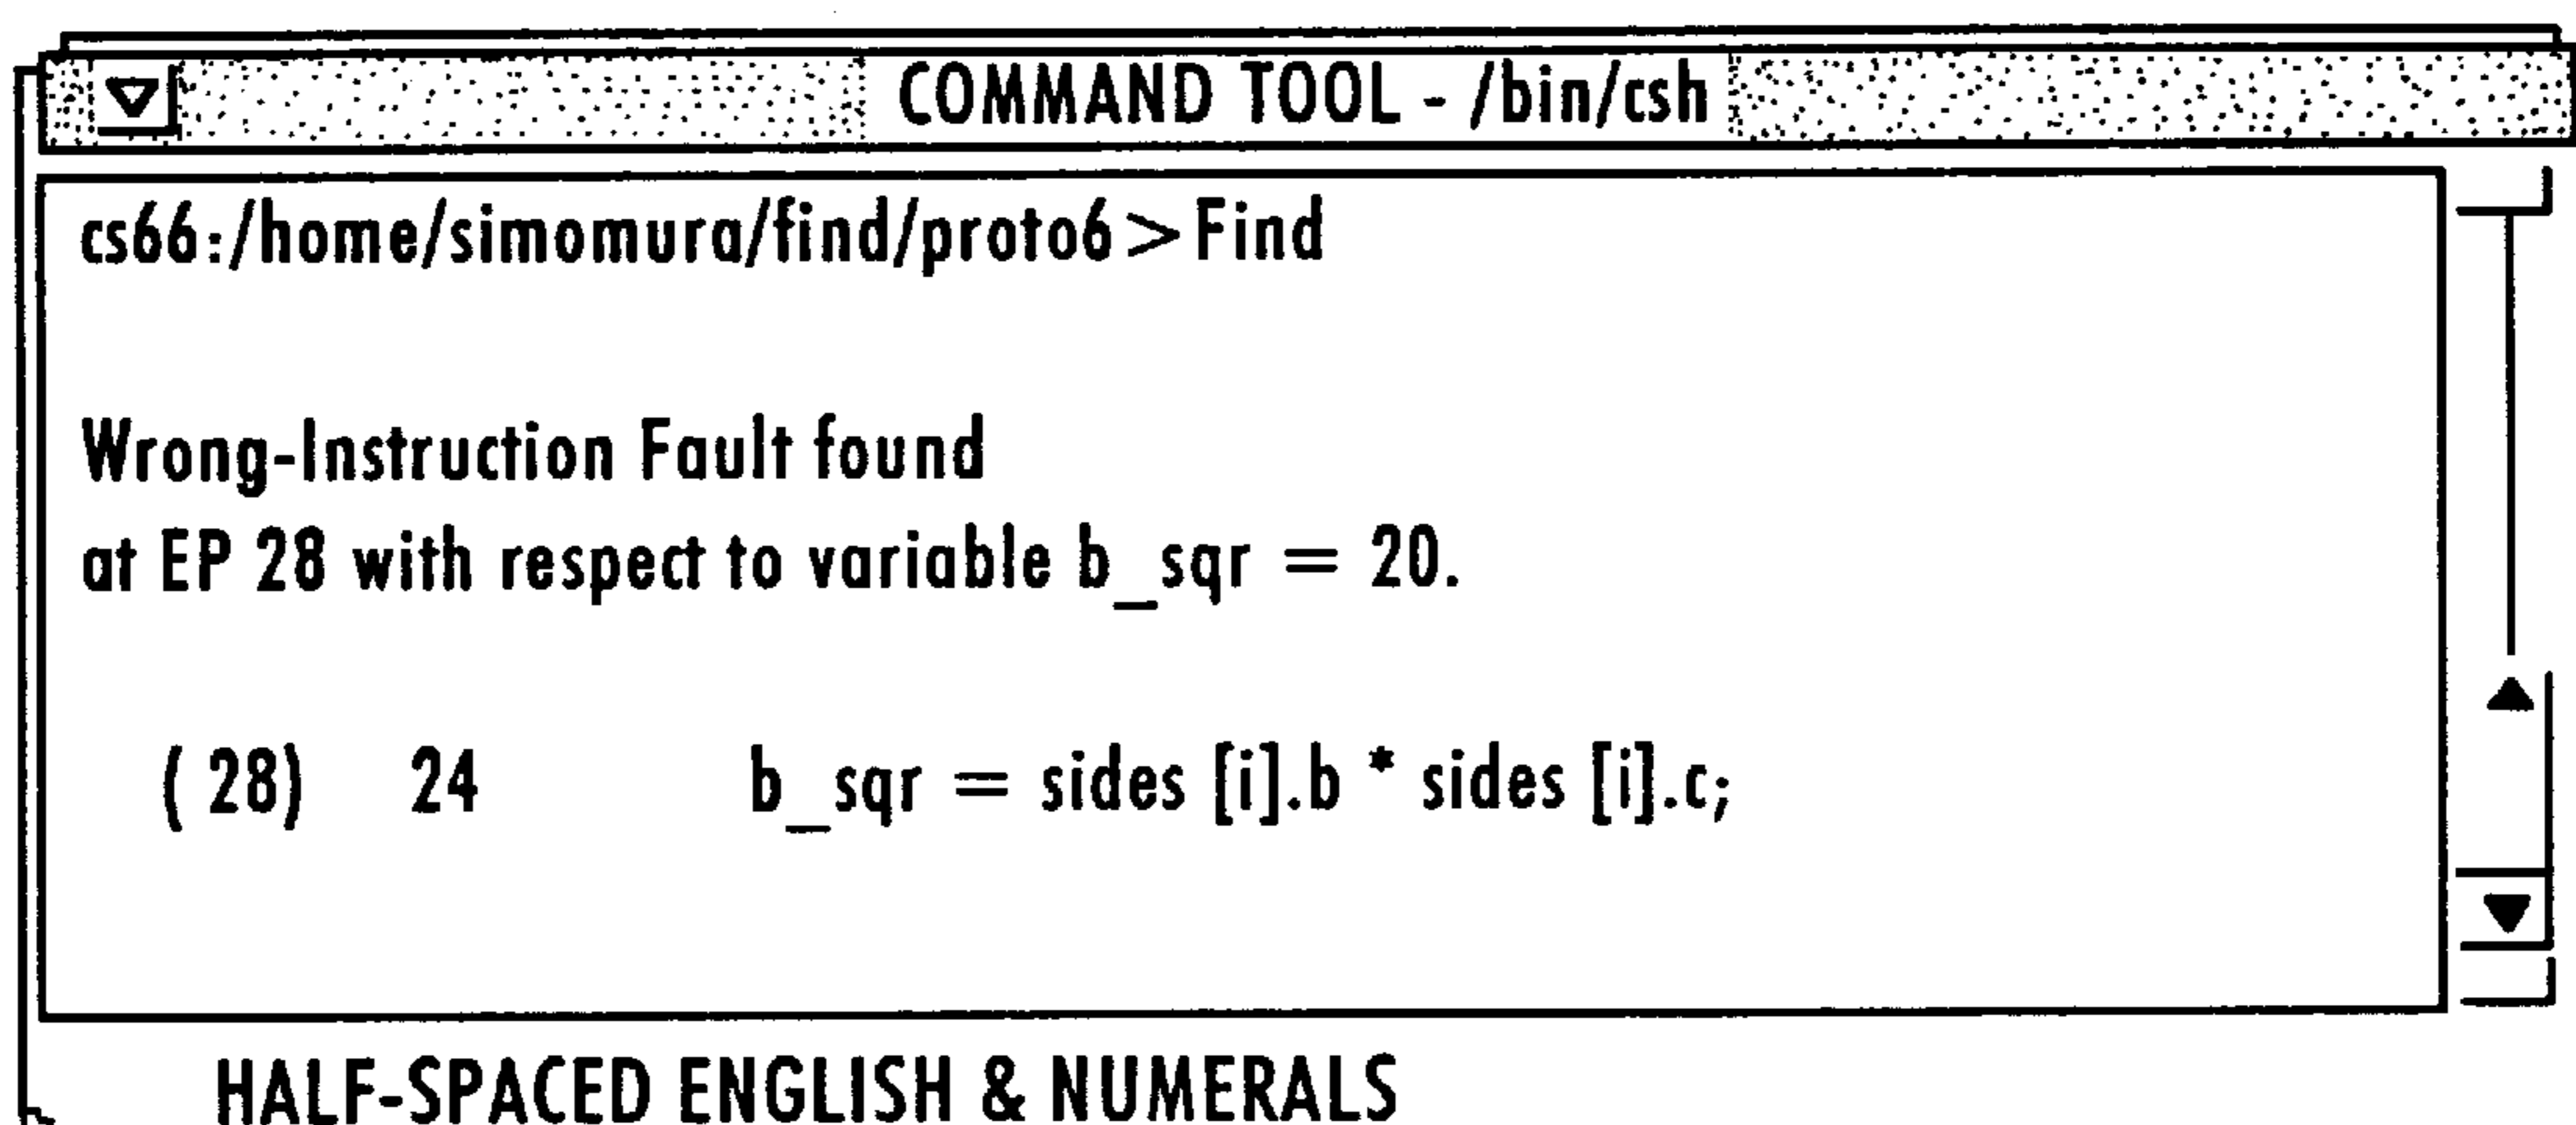 COMMAND TOOL - /bin/csh
cs66:/home/simomura/find/proto6>Find
Wrong-Instruction Fault found
at EP 28 with respect to variable b_sqr = 20.
( 28) 24 b_sqr = sides [i].b * sides [i].c;
HALF-SPACED ENGLISH & NUMERALS